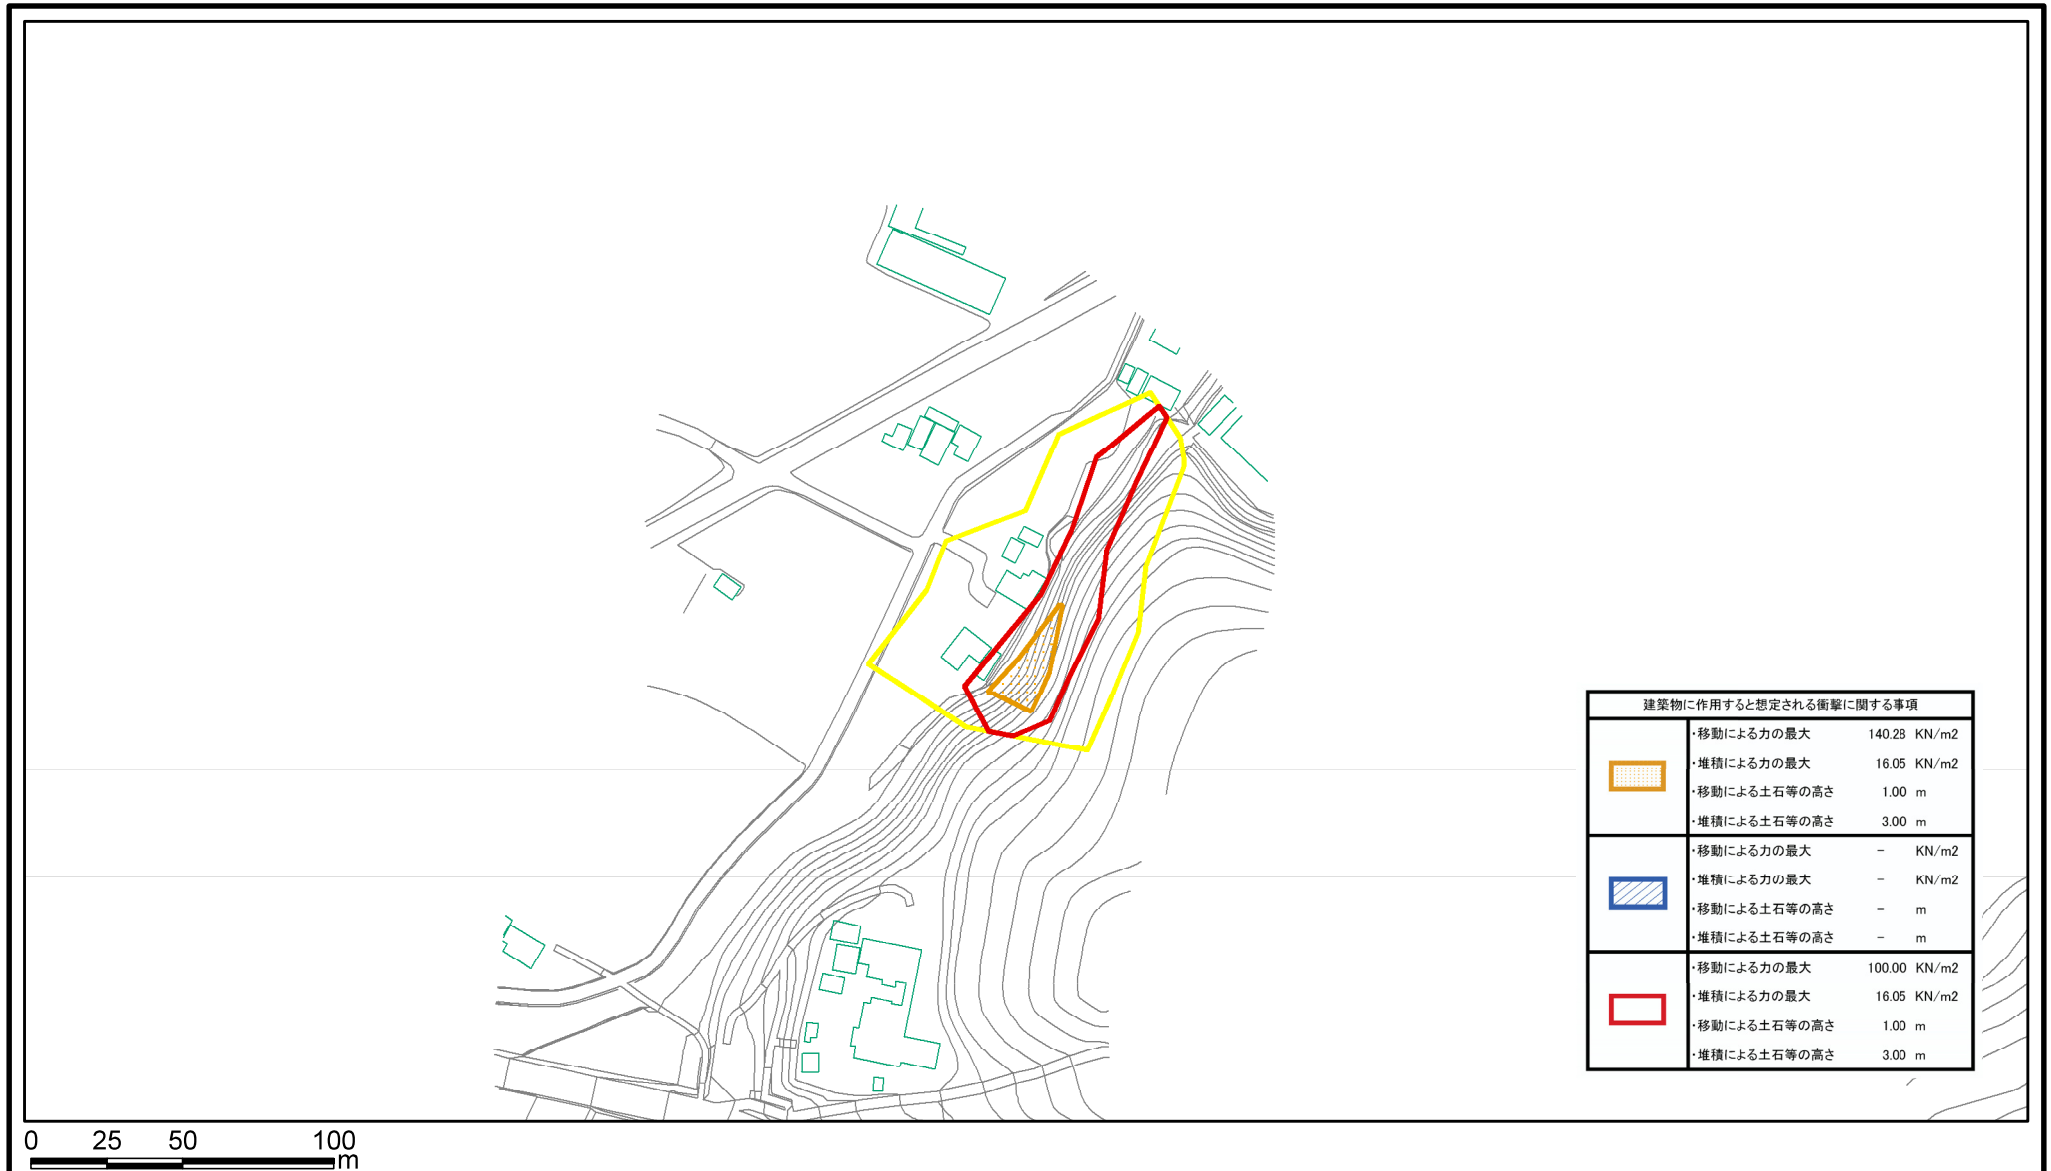 建築物に作用すると想定される衝撃に関する事項
・移動による力の最大 140.28 KN/m2
・堆積による力の最大 16.05 KN/m2
・移動による土石等の高さ 1.00 m
・堆積による土石等の高さ 3.00 m
・移動による力の最大 － KN/m2
・堆積による力の最大 － KN/m2
・移動による土石等の高さ － m
・堆積による土石等の高さ － m
・移動による力の最大 100.00 KN/m2
・堆積による力の最大 16.05 KN/m2
・移動による土石等の高さ 1.00 m
・堆積による土石等の高さ 3.00 m
0 25 50 100
m